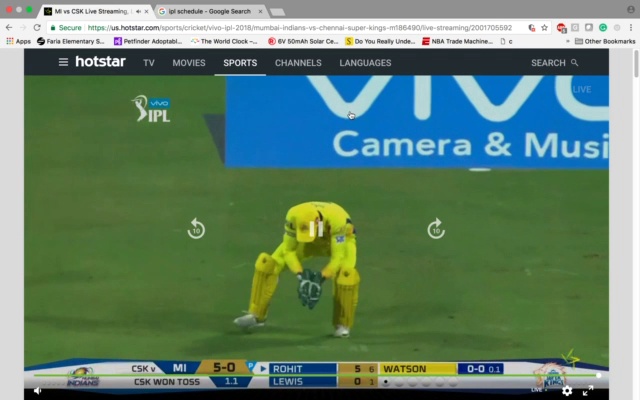 MI vs CSK Live Streaming,
ipl schedule - Google Search
Secure
https://us.hotstar.com/sports/cricket/vivo-ipl-2018/mumbai-indians-vs-chennai-super-kings-m186490/live-streaming/2001705592
Apps
Faria Elementary S...
Petfinder Adoptabl...
The World Clock –...
6V 50mAh Solar Ce...
Do You Really Unde...
NBA Trade Machine...
c
Other Bookmarks
hotstar
TV
MOVIES
SPORTS
CHANNELS
LANGUAGES
SEARCH
LIVE
vivo
IPL
VIVO
Camera & Musi
10
10
CSK v MI 5-0 P
ROHIT 5 6
WATSON 0-0 0.1
CSK WON TOSS 1.1
LEWIS 0 1
INDIANS
LIVE